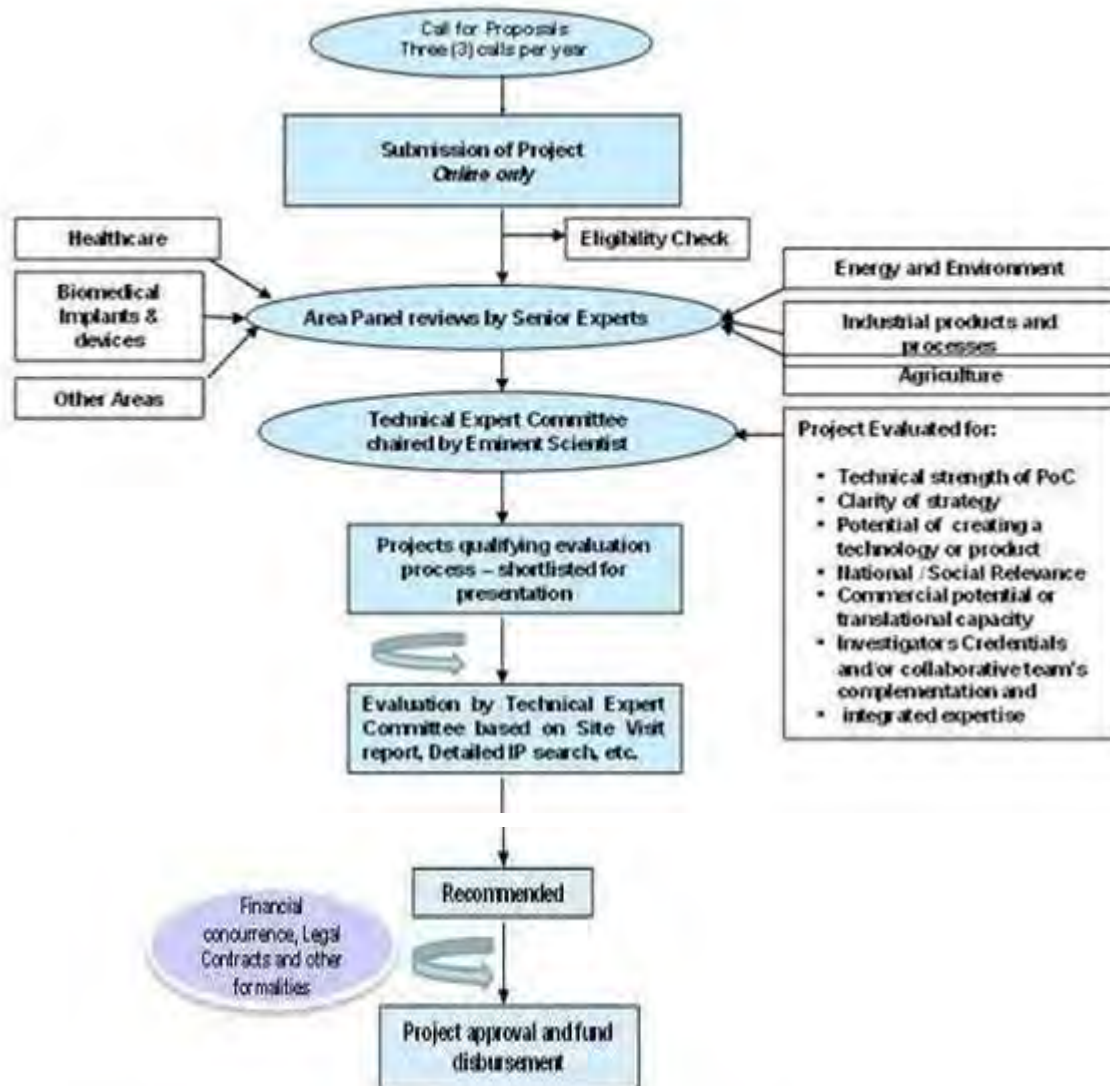 Call for Proposals
Three (3) calls per year
Submission of Project
Online only
Eligibility Check
Healthcare
Biomedical
Implants &
devices
Other Areas
Area Panel reviews by Senior Experts
Energy and Environment
Industrial products and
processes
Agriculture
Technical Expert Committee
chaired by Eminent Scientist
Project Evaluated for:
• Technical strength of PoC
• Clarity of strategy
• Potential of creating a
technology or product
• National / Social Relevance
• Commercial potential or
translational capacity
• Investigators Credentials
and/or collaborative team's
complementation and
• integrated expertise
Projects qualifying evaluation
process – shortlisted for
presentation
Evaluation by Technical Expert
Committee based on Site Visit
report, Detailed IP search, etc.
Recommended
Financial
concurrence, Legal
Contracts and other
formalities
Project approval and fund
disbursement